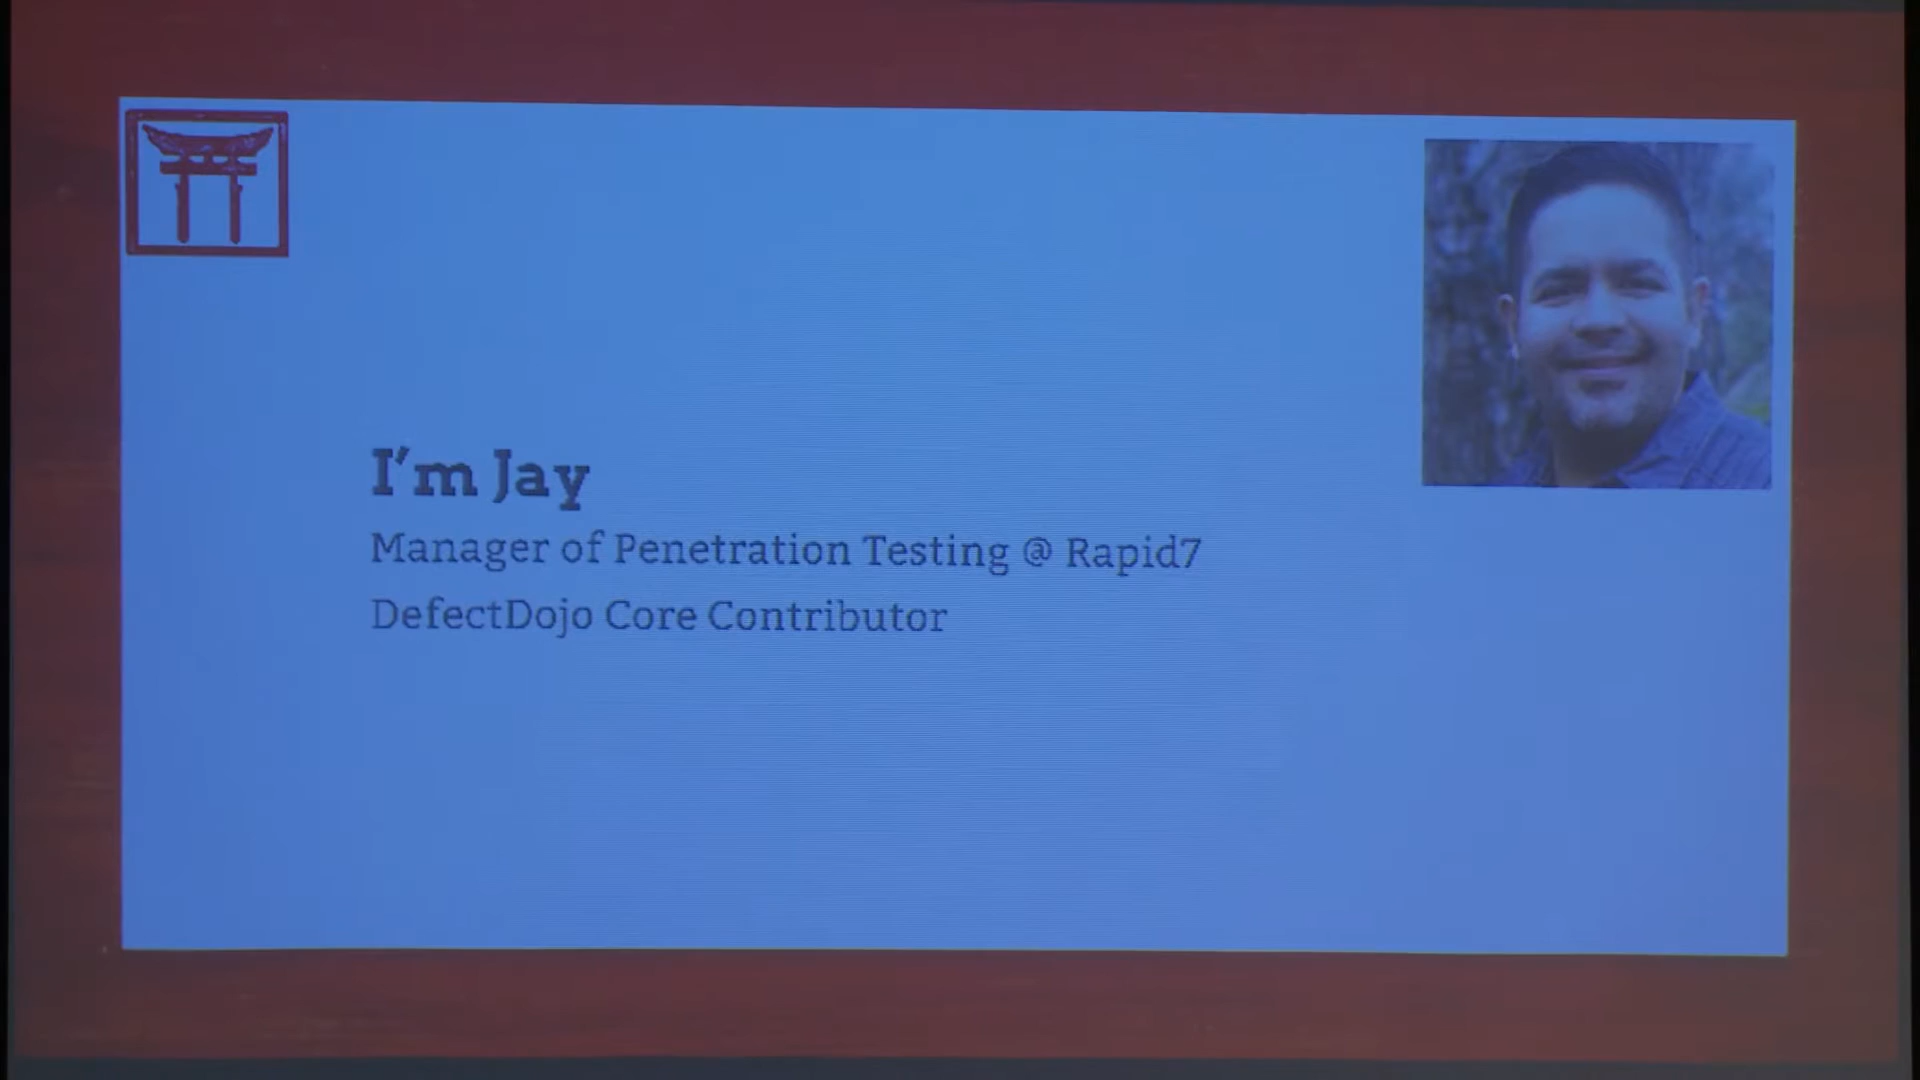 I'm Jay
Manager of Penetration Testing @ Rapid7
DefectDojo Core Contributor